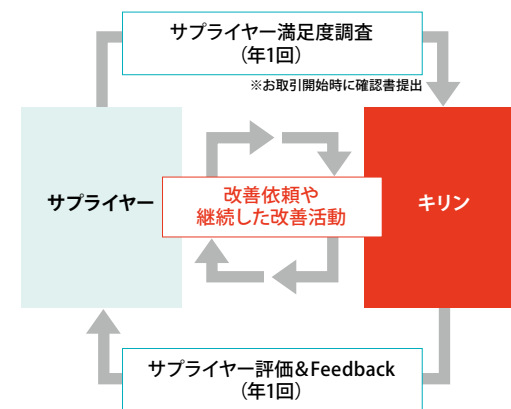 サプライヤー満足度調査
（年1回）
※お取引開始時に確認書提出
サプライヤー
改善依頼や
継続した改善活動
キリン
サプライヤー評価&Feedback
（年1回）